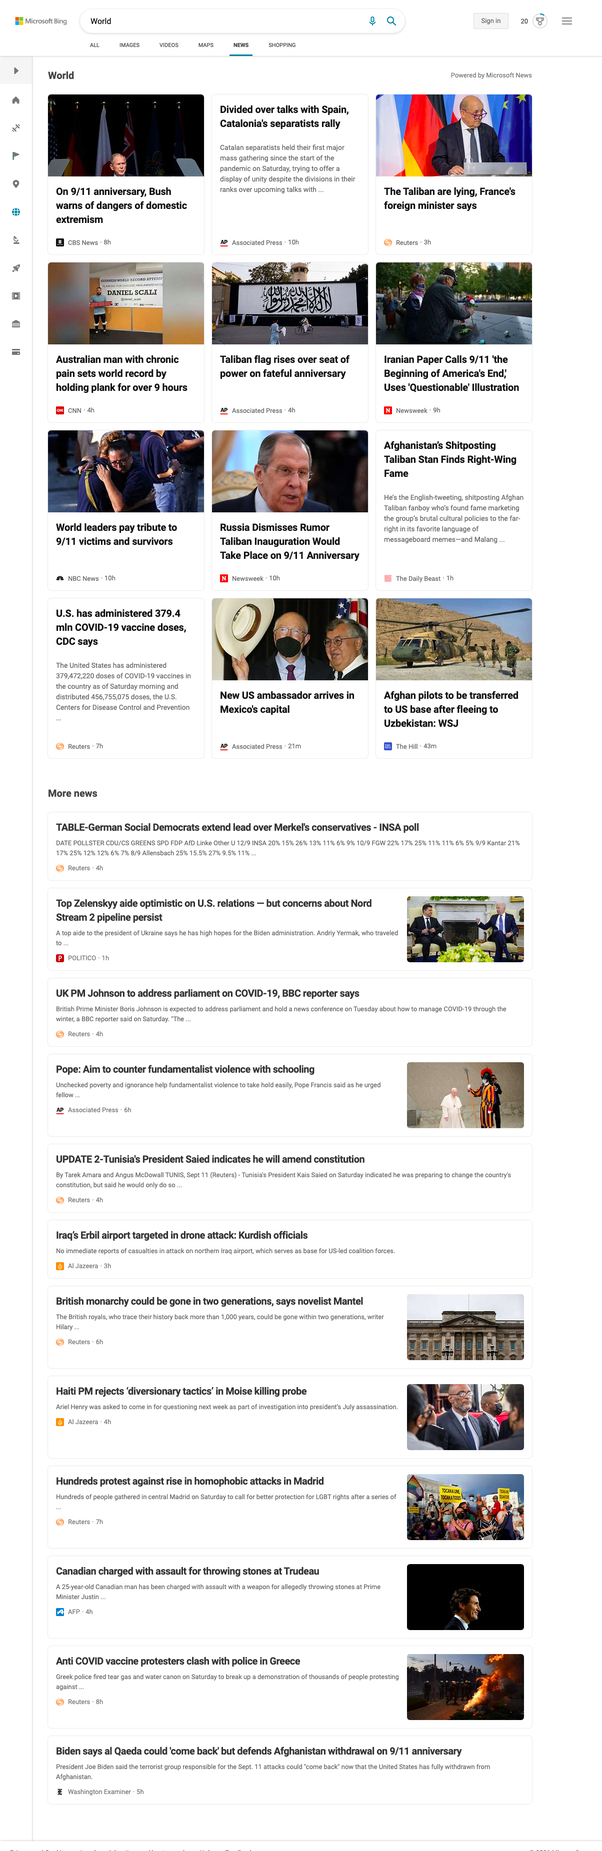 Microsoft Bing
World
Sign in
20
ALL
IMAGES
VIDEOS
MAPS
NEWS
SHOPPING
World
Powered by Microsoft News
On 9/11 anniversary, Bush
warns of dangers of domestic
extremism
CBS News · 8h
Divided over talks with Spain,
Catalonia's separatists rally
Catalan separatists held their first major
mass gathering since the start of the
pandemic on Saturday, trying to offer a
display of unity despite the divisions in their
ranks over upcoming talks with ...
AP Associated Press · 10h
The Taliban are lying, France's
foreign minister says
Reuters · 3h
DANIEL SCALI
Australian man with chronic
pain sets world record by
holding plank for over 9 hours
CNN · 4h
Taliban flag rises over seat of
power on fateful anniversary
AP Associated Press · 4h
Iranian Paper Calls 9/11 'the
Beginning of America's End,'
Uses 'Questionable' Illustration
N Newsweek · 9h
World leaders pay tribute to
9/11 victims and survivors
NBC News · 10h
Russia Dismisses Rumor
Taliban Inauguration Would
Take Place on 9/11 Anniversary
N Newsweek · 10h
Afghanistan's Shitposting
Taliban Stan Finds Right-Wing
Fame
He's the English-tweeting, shitposting Afghan
Taliban fanboy who's found fame marketing
the group's brutal cultural policies to the far-
right in its favorite language of
messageboard memes—and Malang ...
The Daily Beast · 1h
U.S. has administered 379.4
mln COVID-19 vaccine doses,
CDC says
The United States has administered
379,472,220 doses of COVID-19 vaccines in
the country as of Saturday morning and
distributed 456,755,075 doses, the U.S.
Centers for Disease Control and Prevention
...
Reuters · 7h
New US ambassador arrives in
Mexico's capital
AP Associated Press · 21m
Afghan pilots to be transferred
to US base after fleeing to
Uzbekistan: WSJ
The Hill · 43m
More news
TABLE-German Social Democrats extend lead over Merkel's conservatives - INSA poll
DATE POLLSTER CDU/CS GREENS SPD FDP AfD Linke Other U 12/9 INSA 20% 15% 26% 13% 11% 6% 9% 10/9 FGW 22% 17% 25% 11% 11% 6% 5% 9/9 Kantar 21%
17% 25% 12% 12% 6% 7% 8/9 Allensbach 25% 15.5% 27% 9.5% 11% ...
Reuters · 4h
Top Zelenskyy aide optimistic on U.S. relations — but concerns about Nord
Stream 2 pipeline persist
A top aide to the president of Ukraine says he has high hopes for the Biden administration. Andriy Yermak, who traveled
to ...
P POLITICO · 1h
UK PM Johnson to address parliament on COVID-19, BBC reporter says
British Prime Minister Boris Johnson is expected to address parliament and hold a news conference on Tuesday about how to manage COVID-19 through the
winter, a BBC reporter said on Saturday. "The ...
Reuters · 4h
Pope: Aim to counter fundamentalist violence with schooling
Unchecked poverty and ignorance help fundamentalist violence to take hold easily, Pope Francis said as he urged
fellow ...
AP Associated Press · 6h
UPDATE 2-Tunisia's President Saied indicates he will amend constitution
By Tarek Amara and Angus McDowall TUNIS, Sept 11 (Reuters) - Tunisia's President Kais Saied on Saturday indicated he was preparing to change the country's
constitution, but said he would only do so ...
Reuters · 4h
Iraq's Erbil airport targeted in drone attack: Kurdish officials
No immediate reports of casualties in attack on northern Iraq airport, which serves as base for US-led coalition forces.
Al Jazeera · 3h
British monarchy could be gone in two generations, says novelist Mantel
The British royals, who trace their history back more than 1,000 years, could be gone within two generations, writer
Hilary ...
Reuters · 6h
Haiti PM rejects 'diversionary tactics' in Moise killing probe
Ariel Henry was asked to come in for questioning next week as part of investigation into president's July assassination.
Al Jazeera · 4h
Hundreds protest against rise in homophobic attacks in Madrid
Hundreds of people gathered in central Madrid on Saturday to call for better protection for LGBT rights after a series of
...
Reuters · 7h
Canadian charged with assault for throwing stones at Trudeau
A 25-year-old Canadian man has been charged with assault with a weapon for allegedly throwing stones at Prime
Minister Justin ...
AFP · 4h
Anti COVID vaccine protesters clash with police in Greece
Greek police fired tear gas and water canon on Saturday to break up a demonstration of thousands of people protesting
against ...
Reuters · 8h
Biden says al Qaeda could 'come back' but defends Afghanistan withdrawal on 9/11 anniversary
President Joe Biden said the terrorist group responsible for the Sept. 11 attacks could "come back" now that the United States has fully withdrawn from
Afghanistan.
Washington Examiner · 5h